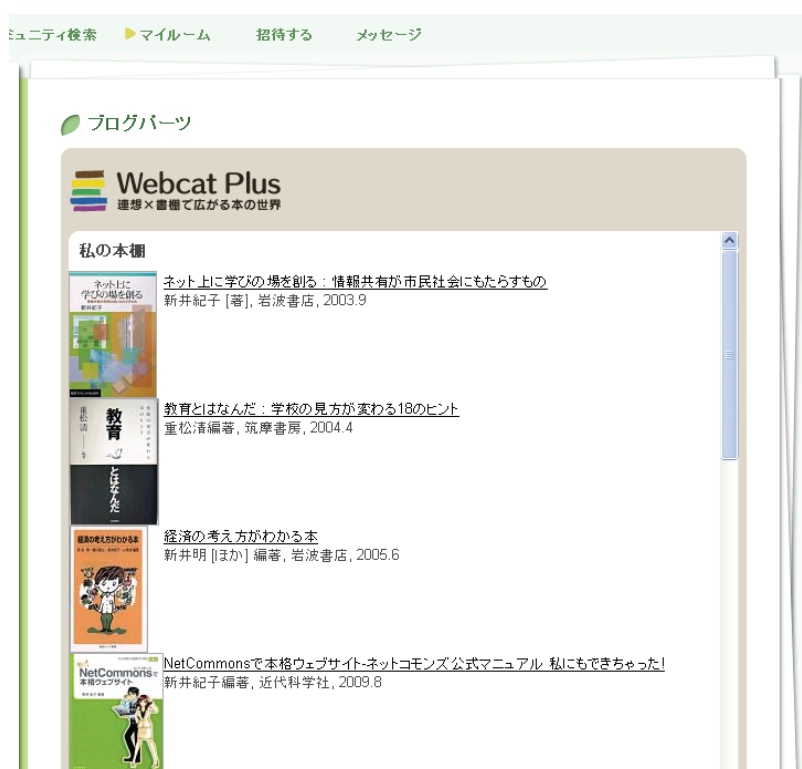 ミュニティ検索 マイルーム 招待する メッセージ
ブログパーツ
Webcat Plus
連想×書棚で広がる本の世界
私の本棚
ネット上に
学びの場を創る
新井紀子
ネット上に学びの場を創る : 情報共有が市民社会にもたらすもの
新井紀子 [著], 岩波書店, 2003.9
重松清
教育
とはなんだ
教育とはなんだ : 学校の見方が変わる18のヒント
重松清編著, 筑摩書房, 2004.4
経済の考え方がわかる本
経済の考え方がわかる本
新井明 [ほか] 編著, 岩波書店, 2005.6
NetCommonsで
本格ウェブサイト
NetCommonsで本格ウェブサイト-ネットコモンズ公式マニュアル 私にもできちゃった!
新井紀子編著, 近代科学社, 2009.8